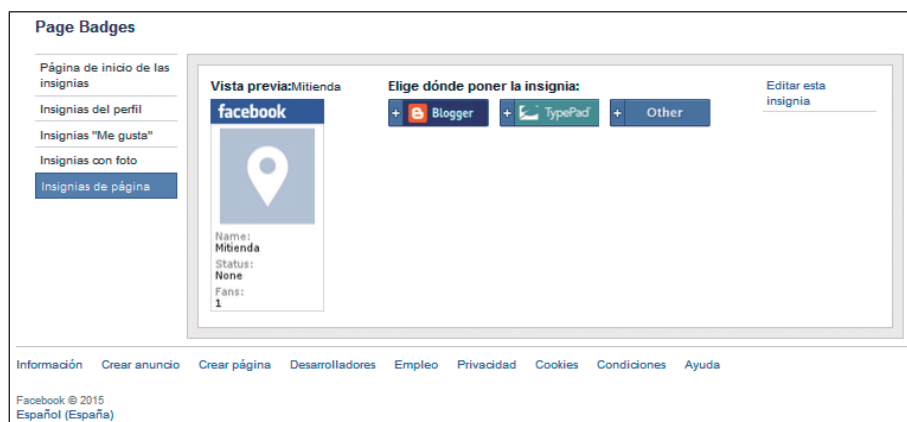 Page Badges
Página de inicio de las
insignias
Insignias del perfil
Insignias "Me gusta"
Insignias con foto
Insignias de página
Vista previa:Mitienda
facebook
Name:
Mitienda
Status:
None
Fans:
1
Elige dónde poner la insignia:
+ Blogger + TypePad + Other
Editar esta
insignia
Información Crear anuncio Crear página Desarrolladores Empleo Privacidad Cookies Condiciones Ayuda
Facebook © 2015
Español (España)